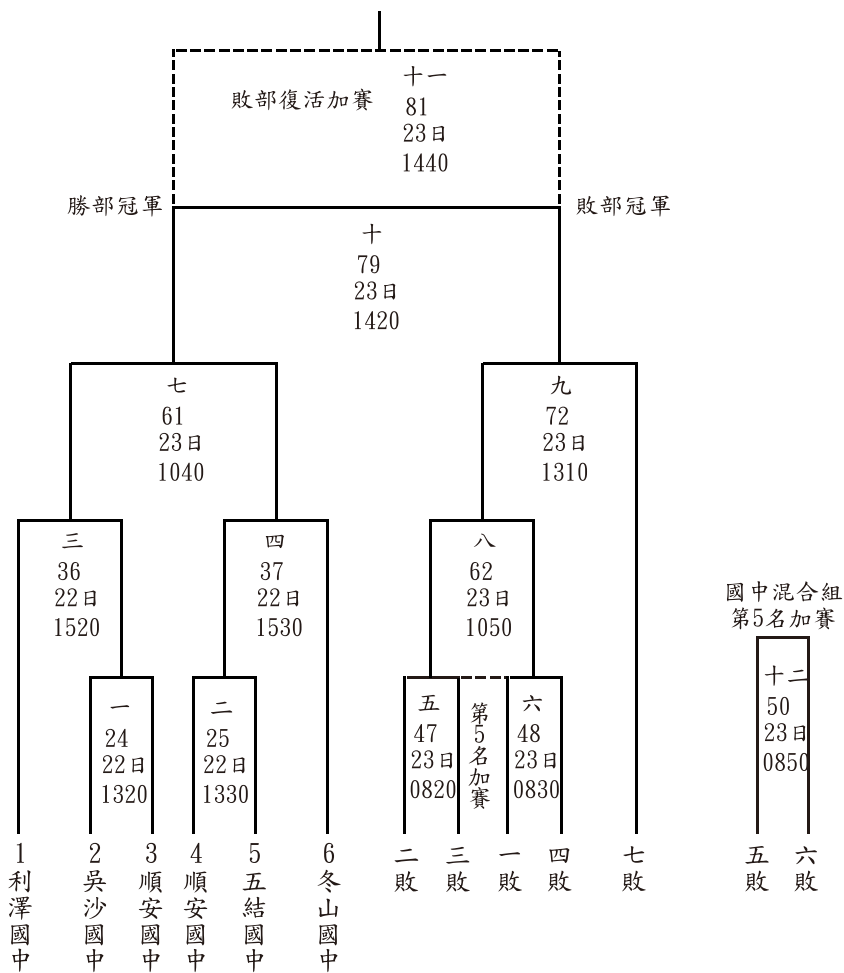 十一
敗部復活加賽
81
23日
1440
勝部冠軍
敗部冠軍
十
79
23日
1420
七
61
23日
1040
九
72
23日
1310
三
36
22日
1520
四
37
22日
1530
八
62
23日
1050
國中混合組
第5名加賽
一
24
22日
1320
二
25
22日
1330
五
47
23日
0820
第5名加賽
六
48
23日
0830
十二
50
23日
0850
1利澤國中
2吳沙國中
3順安國中
4順安國中
5五結國中
6冬山國中
二敗
三敗
一敗
四敗
七敗
五敗
六敗